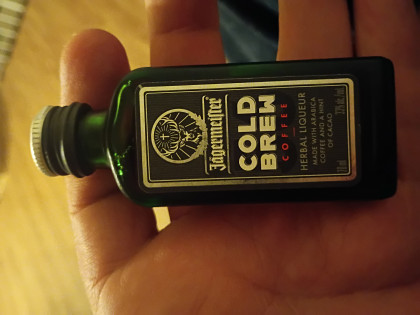 Jägermeister
COLD
BREW
COFFEE
HERBAL LIQUEUR
MADE WITH ARABICA
COFFEE AND A HINT
OF CACAO